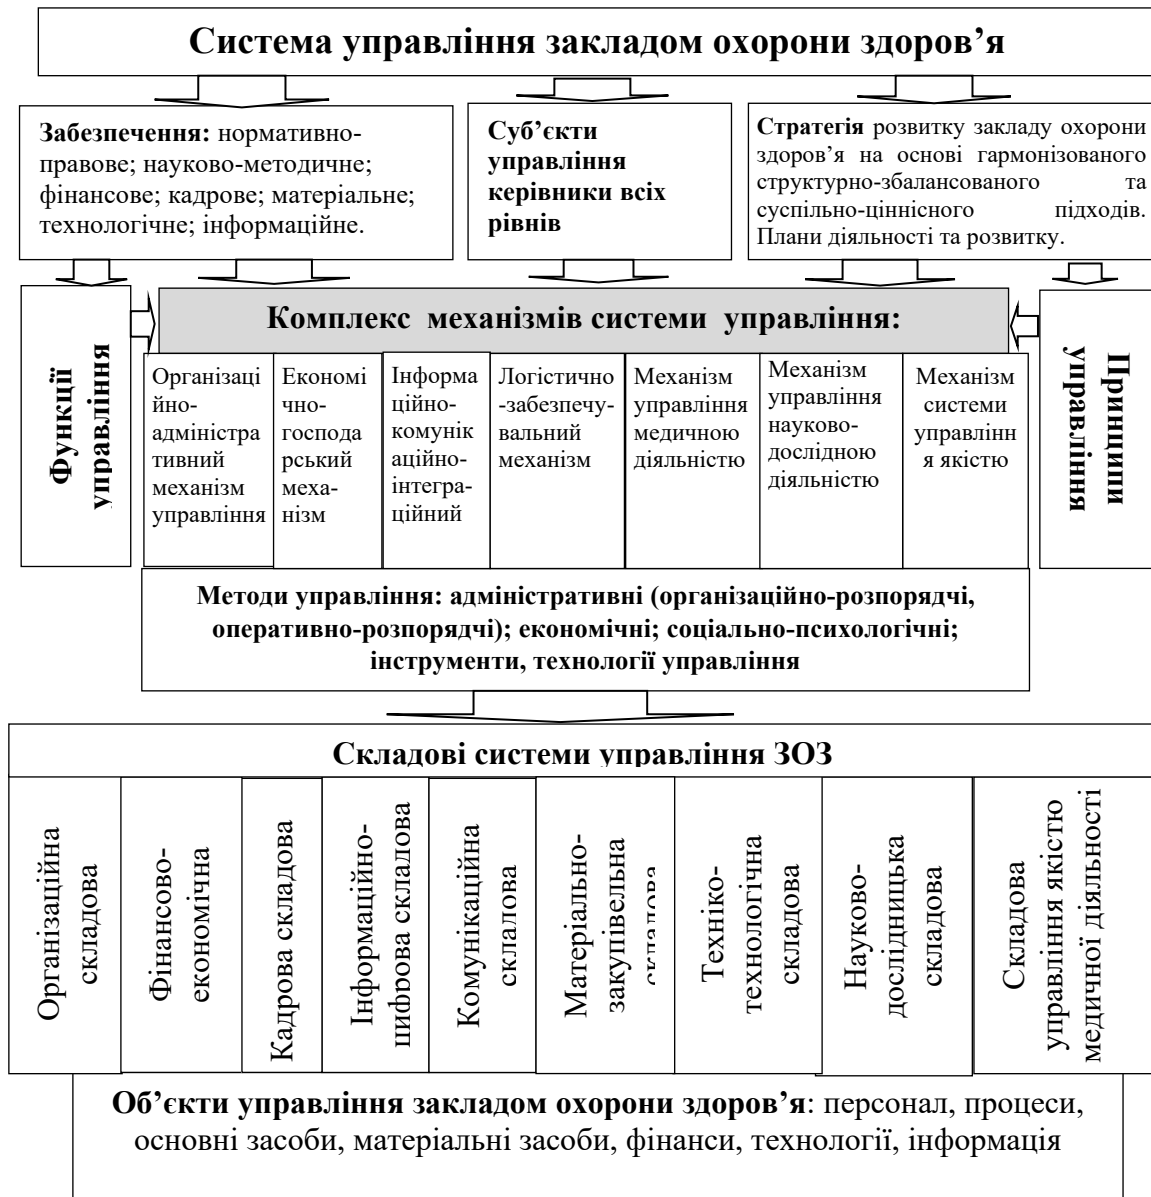 Система управління закладом охорони здоров’я
Забезпечення: нормативно-
правове; науково-методичне;
фінансове; кадрове; матеріальне;
технологічне; інформаційне.
Суб’єкти
управління
керівники всіх
рівнів
Стратегія розвитку закладу охорони
здоров’я на основі гармонізованого
структурно-збалансованого та
суспільно-ціннісного підходів.
Плани діяльності та розвитку.
Функції
управління
Комплекс механізмів системи управління:
Принципи
управління
Організаці
йно-
адміністра
тивний
механізм
управління
Економі
чно-
господа
рський
меха-
нізм
Інформа
ційно-
комунік
аційно-
інтегра-
ційний
Логістично
-забезпечу-
вальний
механізм
Механізм
управління
медичною
діяльністю
Механізм
управління
науково-
дослідною
діяльністю
Механізм
системи
управлінн
я якістю
Методи управління: адміністративні (організаційно-розпорядчі,
оперативно-розпорядчі); економічні; соціально-психологічні;
інструменти, технології управління
Складові системи управління ЗОЗ
Організаційна
складова
Фінансово-
економічна
Кадрова складова
Інформаційно-
цифрова складова
Комунікаційна
складова
Матеріально-
закупівельна
складова
Техніко-
технологічна
складова
Науково-
дослідницька
складова
Складова
управління якістю
медичної діяльності
Об’єкти управління закладом охорони здоров’я: персонал, процеси,
основні засоби, матеріальні засоби, фінанси, технології, інформація